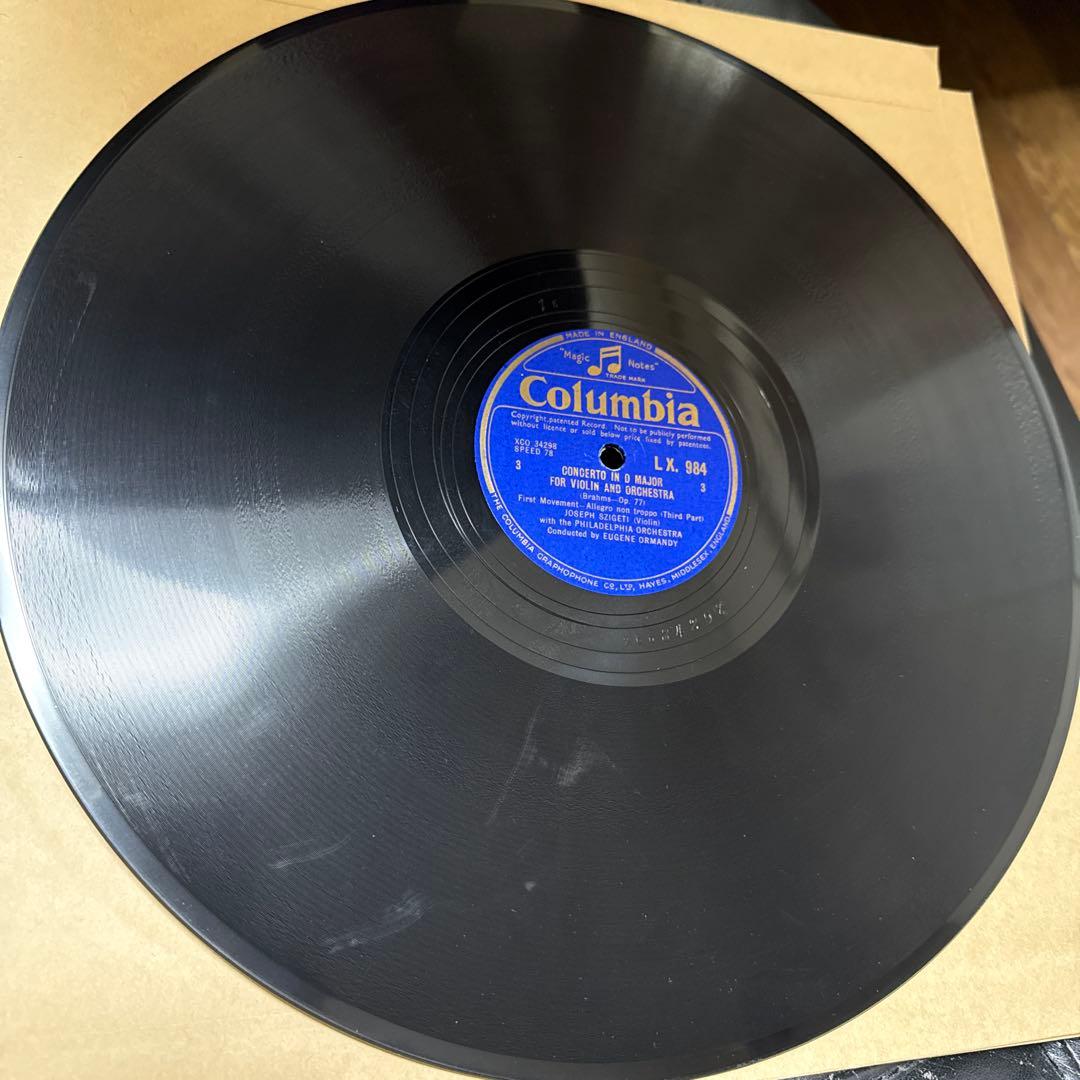 MADE IN ENGLAND
"Magic Notes"
TRADE MARK
Columbia
Copyright, patented Record. Not to be publicly performed
without licence or sold below price fixed by patentees.
XCO 34298
SPEED 78
LX. 984
3
3
CONCERTO IN D MAJOR
FOR VIOLIN AND ORCHESTRA
(Brahms—Op. 77)
First Movement—Allegro non troppo (Third Part)
JOSEPH SZIGETI (Violin)
with the PHILADELPHIA ORCHESTRA
Conducted by EUGENE ORMANDY
THE COLUMBIA GRAPHOPHONE CO., LTD, HAYES, MIDDLESEX, ENGLAND